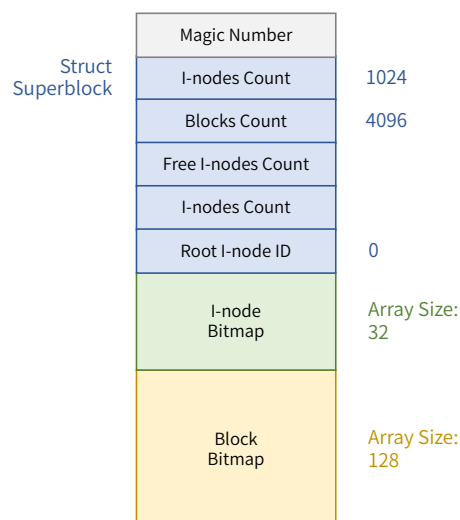 Magic Number
Struct
Superblock
I-nodes Count
1024
Blocks Count
4096
Free I-nodes Count
I-nodes Count
Root I-node ID
0
I-node
Bitmap
Array Size:
32
Block
Bitmap
Array Size:
128